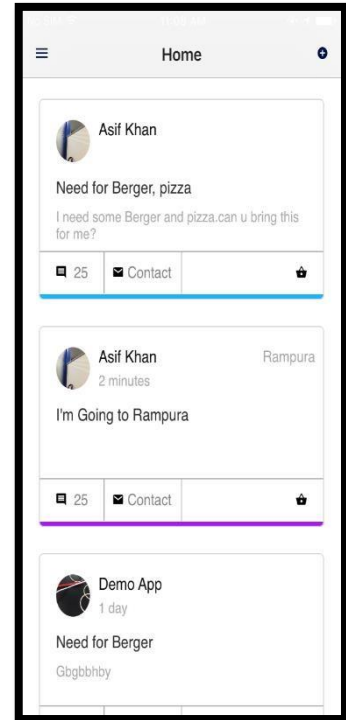 Home
Asif Khan
Need for Berger, pizza
I need some Berger and pizza.can u bring this
for me?
25 Contact
Asif Khan Rampura
2 minutes
I'm Going to Rampura
25 Contact
Demo App
1 day
Need for Berger
Gbgbbhby